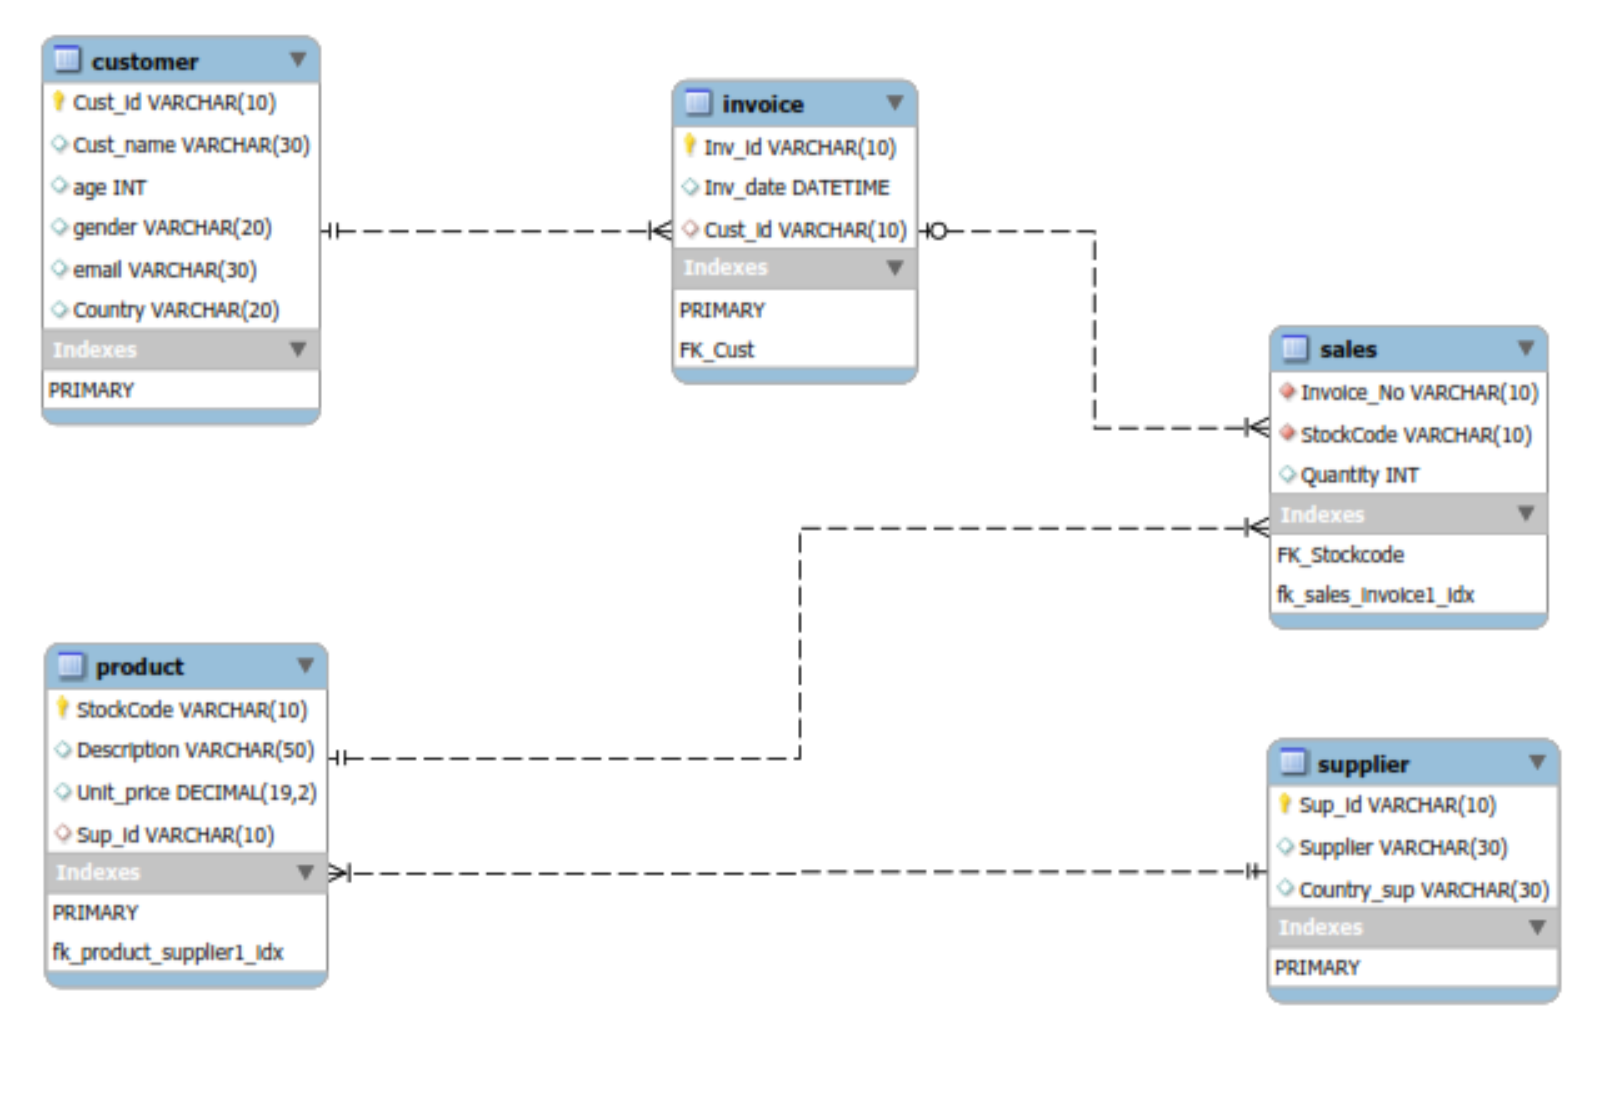 customer
Cust_id VARCHAR(10)
Cust_name VARCHAR(30)
age INT
gender VARCHAR(20)
email VARCHAR(30)
Country VARCHAR(20)
Indexes
PRIMARY
invoice
Inv_id VARCHAR(10)
Inv_date DATETIME
Cust_id VARCHAR(10)
Indexes
PRIMARY
FK_Cust
sales
Invoice_No VARCHAR(10)
StockCode VARCHAR(10)
Quantity INT
Indexes
FK_Stockcode
fk_sales_invoice1_idx
product
StockCode VARCHAR(10)
Description VARCHAR(50)
Unit_price DECIMAL(19,2)
Sup_id VARCHAR(10)
Indexes
PRIMARY
fk_product_supplier1_idx
supplier
Sup_id VARCHAR(10)
Supplier VARCHAR(30)
Country_sup VARCHAR(30)
Indexes
PRIMARY